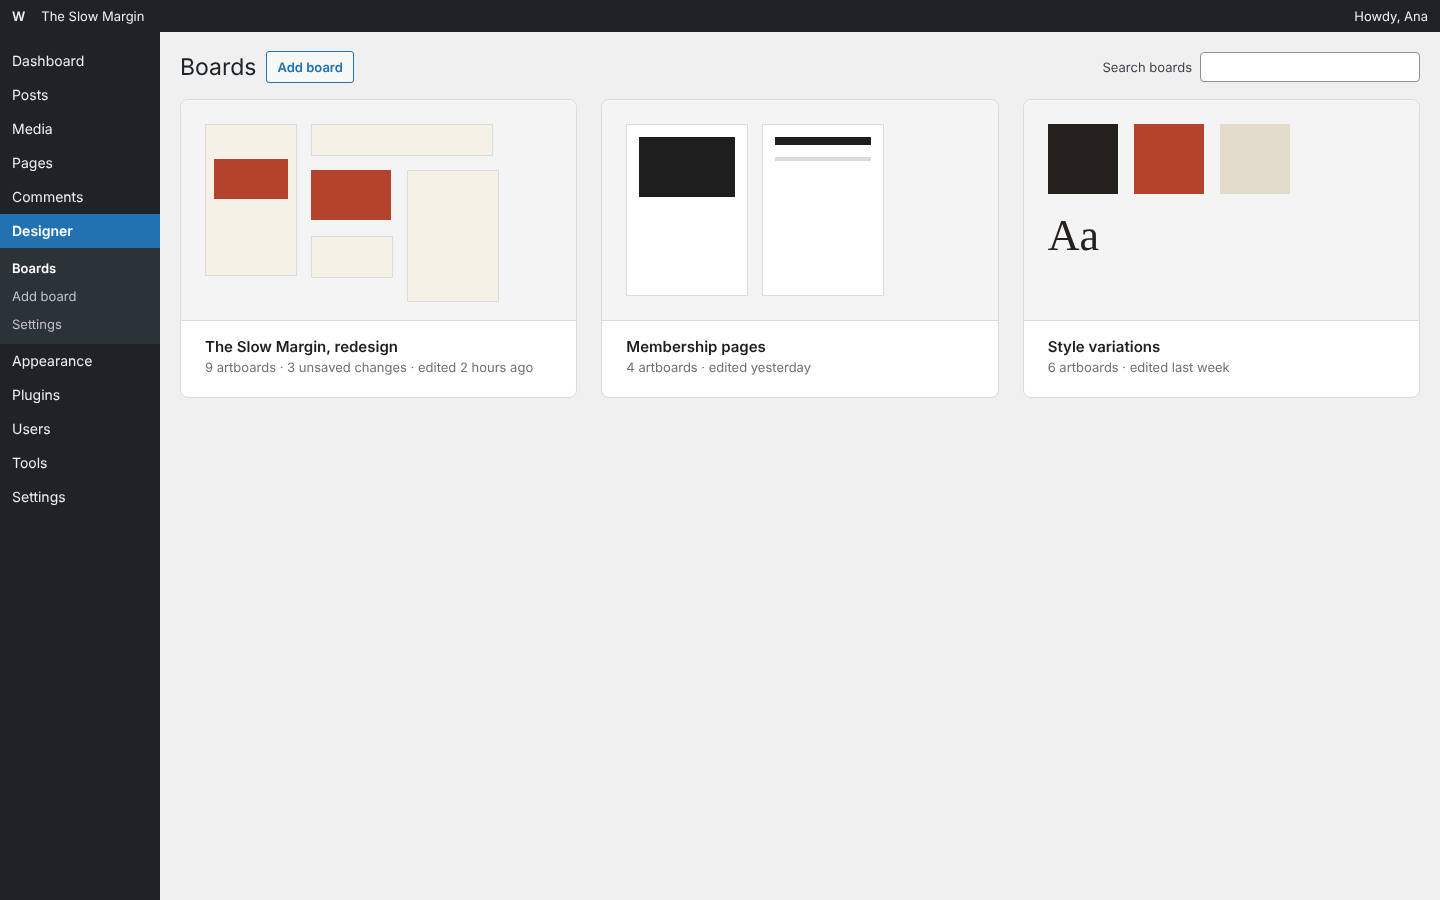 W The Slow Margin
Howdy, Ana
Dashboard
Posts
Media
Pages
Comments
Designer
Boards
Add board
Settings
Appearance
Plugins
Users
Tools
Settings
Boards
Add board
Search boards
The Slow Margin, redesign
9 artboards · 3 unsaved changes · edited 2 hours ago
Membership pages
4 artboards · edited yesterday
Aa
Style variations
6 artboards · edited last week